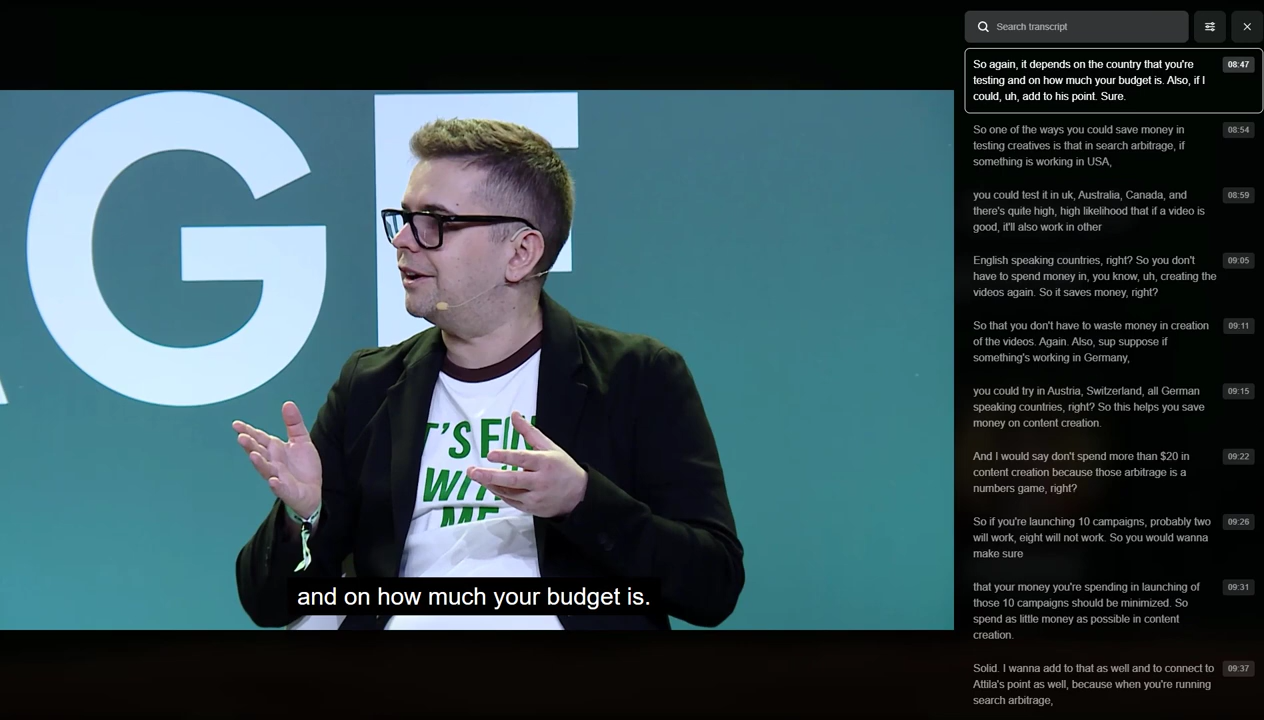 AGE
T'S FIN
WITH
ME
and on how much your budget is.
Search transcript
So again, it depends on the country that you're
testing and on how much your budget is. Also, if I
could, uh, add to his point. Sure.
08:47
So one of the ways you could save money in
testing creatives is that in search arbitrage, if
something is working in USA,
08:54
you could test it in uk, Australia, Canada, and
there's quite high, high likelihood that if a video is
good, it'll also work in other
08:59
English speaking countries, right? So you don't
have to spend money in, you know, uh, creating the
videos again. So it saves money, right?
09:05
So that you don't have to waste money in creation
of the videos. Again. Also, sup suppose if
something's working in Germany,
09:11
you could try in Austria, Switzerland, all German
speaking countries, right? So this helps you save
money on content creation.
09:15
And I would say don't spend more than $20 in
content creation because those arbitrage is a
numbers game, right?
09:22
So if you're launching 10 campaigns, probably two
will work, eight will not work. So you would wanna
make sure
09:26
that your money you're spending in launching of
those 10 campaigns should be minimized. So
spend as little money as possible in content
creation.
09:31
Solid. I wanna add to that as well and to connect to
Attila's point as well, because when you're running
search arbitrage,
09:37